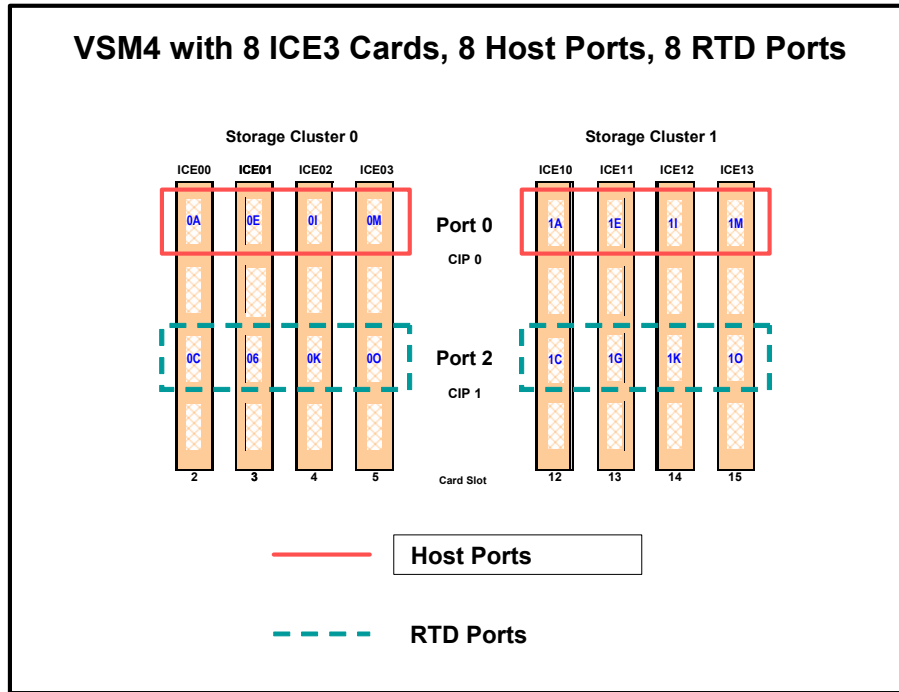 VSM4 with 8 ICE3 Cards, 8 Host Ports, 8 RTD Ports
Storage Cluster 0 Storage Cluster 1
ICE00 ICE01 ICE02 ICE03 ICE10 ICE11 ICE12 ICE13
0A 0E 0I 0M Port 0 1A 1E 1I 1M
CIP 0
0C 06 0K 0O Port 2 1C 1G 1K 1O
CIP 1
2 3 4 5 Card Slot 12 13 14 15
Host Ports
RTD Ports